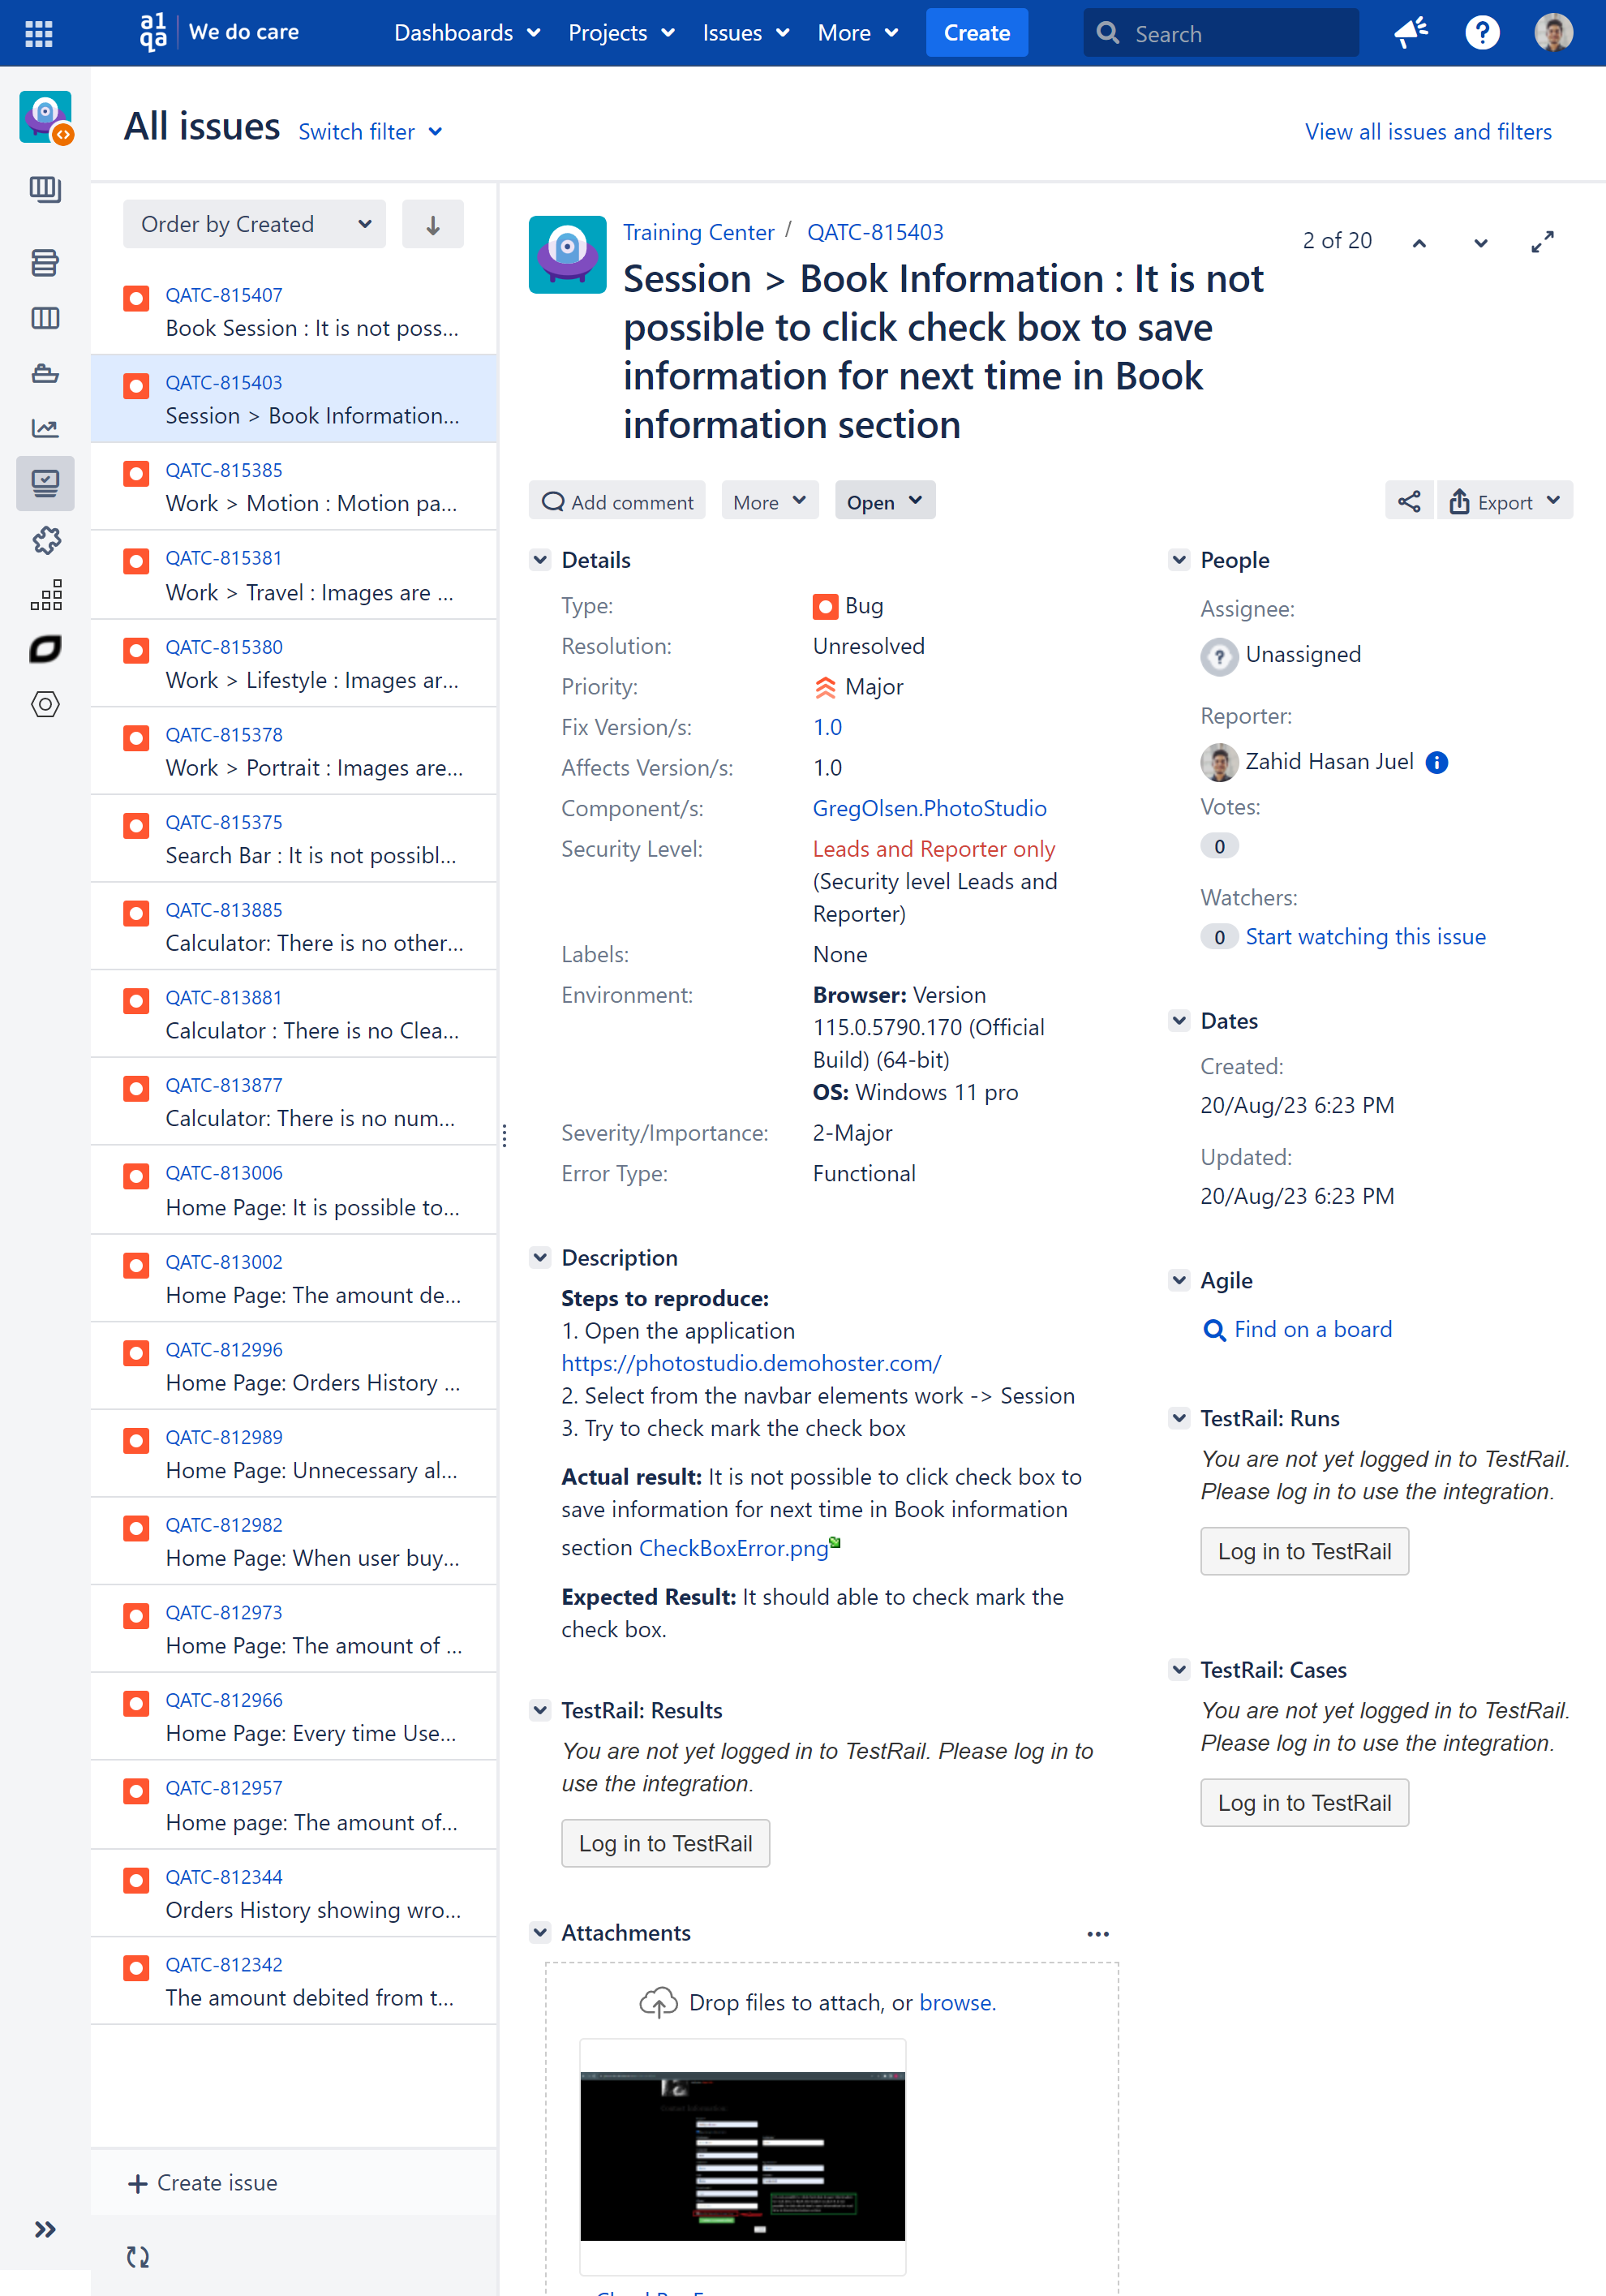 a1qa We do care Dashboards Projects Issues More Create Search
All issues Switch filter View all issues and filters
Order by Created
QATC-815407
Book Session : It is not poss...
QATC-815403
Session > Book Information...
QATC-815385
Work > Motion : Motion pa...
QATC-815381
Work > Travel : Images are ...
QATC-815380
Work > Lifestyle : Images ar...
QATC-815378
Work > Portrait : Images are...
QATC-815375
Search Bar : It is not possibl...
QATC-813885
Calculator: There is no other...
QATC-813881
Calculator : There is no Clea...
QATC-813877
Calculator: There is no num...
QATC-813006
Home Page: It is possible to...
QATC-813002
Home Page: The amount de...
QATC-812996
Home Page: Orders History ...
QATC-812989
Home Page: Unnecessary al...
QATC-812982
Home Page: When user buy...
QATC-812973
Home Page: The amount of ...
QATC-812966
Home Page: Every time Use...
QATC-812957
Home page: The amount of...
QATC-812344
Orders History showing wro...
QATC-812342
The amount debited from t...
+ Create issue
Training Center / QATC-815403
2 of 20
Session > Book Information : It is not
possible to click check box to save
information for next time in Book
information section
Add comment More Open Export
Details
Type: Bug
Resolution: Unresolved
Priority: Major
Fix Version/s: 1.0
Affects Version/s: 1.0
Component/s: GregOlsen.PhotoStudio
Security Level: Leads and Reporter only
(Security level Leads and
Reporter)
Labels: None
Environment: Browser: Version
115.0.5790.170 (Official
Build) (64-bit)
OS: Windows 11 pro
Severity/Importance: 2-Major
Error Type: Functional
Description
Steps to reproduce:
1. Open the application
https://photostudio.demohoster.com/
2. Select from the navbar elements work -> Session
3. Try to check mark the check box
Actual result: It is not possible to click check box to
save information for next time in Book information
section CheckBoxError.png
Expected Result: It should able to check mark the
check box.
TestRail: Results
You are not yet logged in to TestRail. Please log in to
use the integration.
Log in to TestRail
Attachments
Drop files to attach, or browse.
People
Assignee:
Unassigned
Reporter:
Zahid Hasan Juel
Votes:
0
Watchers:
0 Start watching this issue
Dates
Created:
20/Aug/23 6:23 PM
Updated:
20/Aug/23 6:23 PM
Agile
Find on a board
TestRail: Runs
You are not yet logged in to TestRail.
Please log in to use the integration.
Log in to TestRail
TestRail: Cases
You are not yet logged in to TestRail.
Please log in to use the integration.
Log in to TestRail